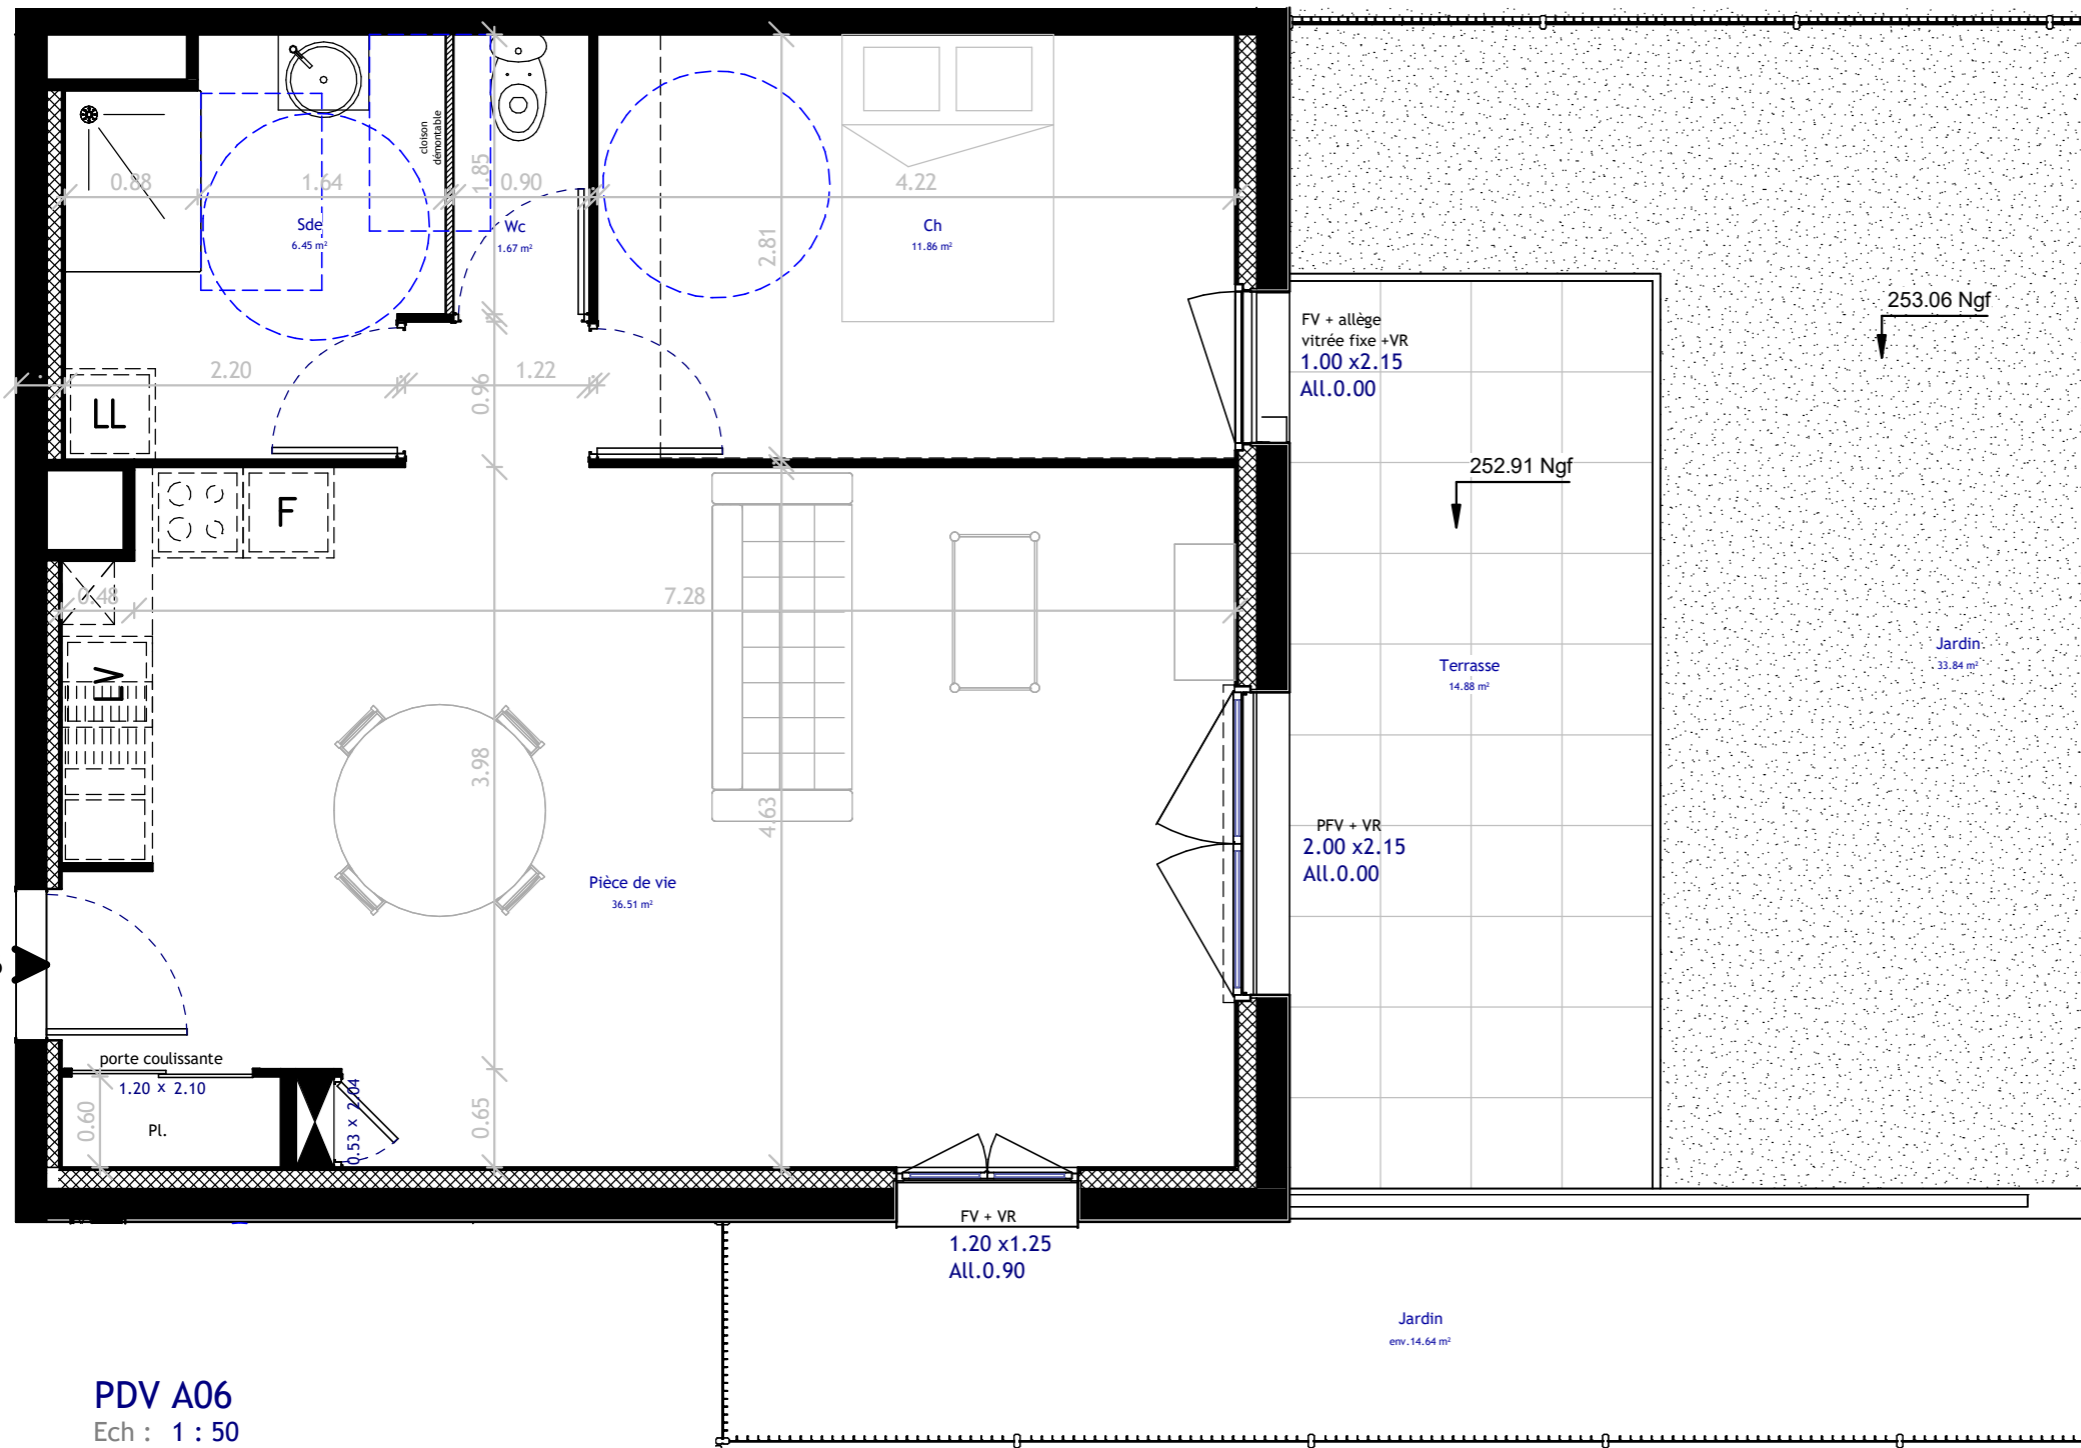 cloison
démontable
0.88
1.64
1.85
0.90
4.22
Sde
6.45 m²
Wc
1.67 m²
Ch
11.86 m²
2.81
253.06 Ngf
FV + allège
vitrée fixe +VR
1.00 x2.15
All.0.00
2.20
1.22
0.96
LL
252.91 Ngf
F
0.48
7.28
Jardin
33.84 m²
Terrasse
14.88 m²
LV
3.98
4.63
PFV + VR
2.00 x2.15
All.0.00
Pièce de vie
36.51 m²
porte coulissante
1.20 x 2.10
0.60
Pl.
0.53 x 2.04
0.65
FV + VR
1.20 x1.25
All.0.90
Jardin
env.14.64 m²
PDV A06
Ech : 1 : 50